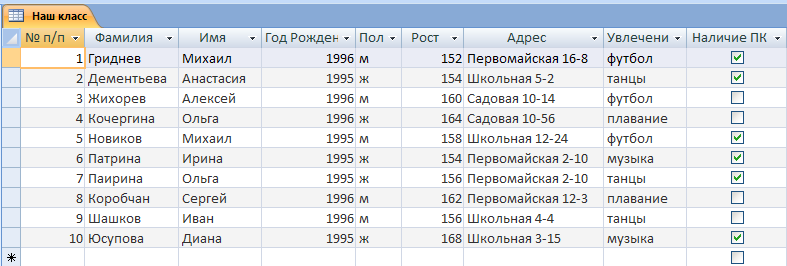 Наш класс
№ п/п Фамилия Имя Год Рожден Пол Рост Адрес Увлечени Наличие ПК
1 Гриднев Михаил 1996 м 152 Первомайская 16-8 футбол
2 Дементьева Анастасия 1995 ж 154 Школьная 5-2 танцы
3 Жихорев Алексей 1996 м 160 Садовая 10-14 футбол
4 Кочергина Ольга 1996 ж 164 Садовая 10-56 плавание
5 Новиков Михаил 1995 м 158 Школьная 12-24 футбол
6 Патрина Ирина 1995 ж 154 Первомайская 2-10 музыка
7 Паирина Ольга 1995 ж 156 Первомайская 2-10 танцы
8 Коробчан Сергей 1996 м 162 Первомайская 12-3 плавание
9 Шашков Иван 1996 м 156 Школьная 4-4 танцы
10 Юсупова Диана 1995 ж 168 Школьная 3-15 музыка